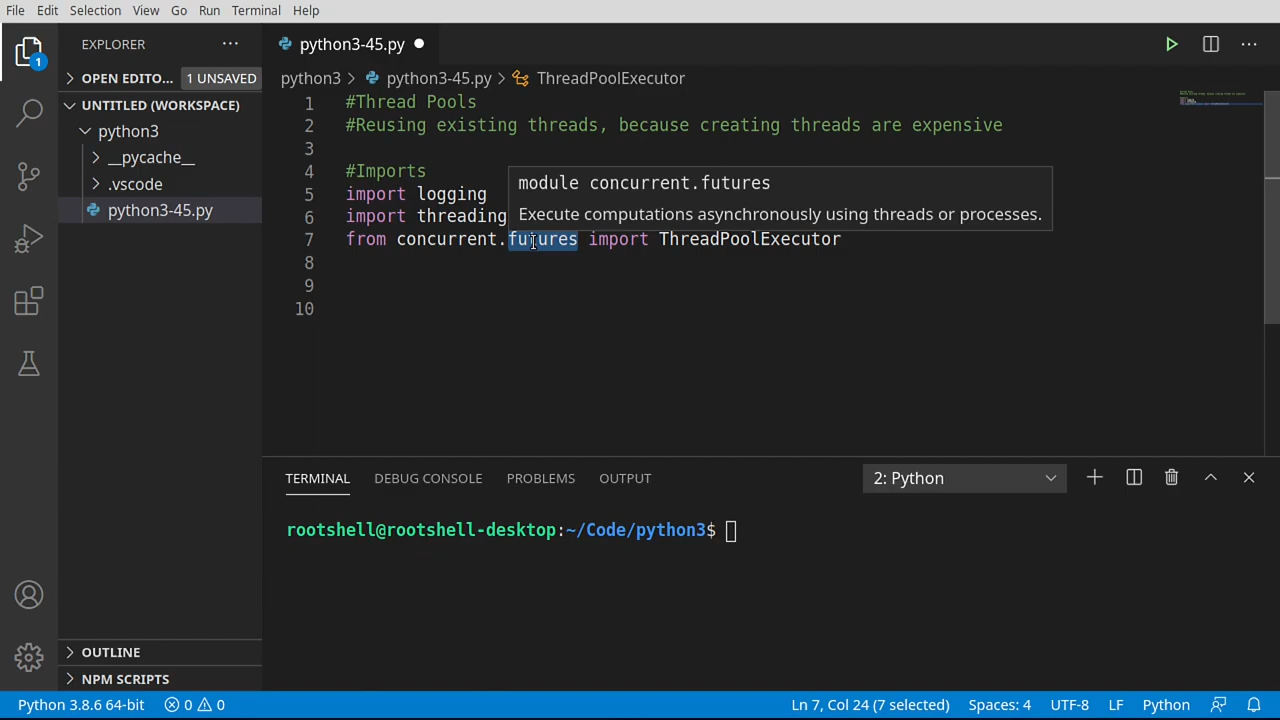 File Edit Selection View Go Run Terminal Help
1
EXPLORER
OPEN EDITO... 1 UNSAVED
UNTITLED (WORKSPACE)
python3
__pycache__
.vscode
python3-45.py
OUTLINE
NPM SCRIPTS
python3-45.py
python3 > python3-45.py > ThreadPoolExecutor
1 #Thread Pools
2 #Reusing existing threads, because creating threads are expensive
3
4 #Imports
5 import logging
6 import threading
7 from concurrent.futures import ThreadPoolExecutor
8
9
10
module concurrent.futures
Execute computations asynchronously using threads or processes.
TERMINAL DEBUG CONSOLE PROBLEMS OUTPUT 2: Python
rootshell@rootshell-desktop:~/Code/python3$
Python 3.8.6 64-bit 0 0 Ln 7, Col 24 (7 selected) Spaces: 4 UTF-8 LF Python